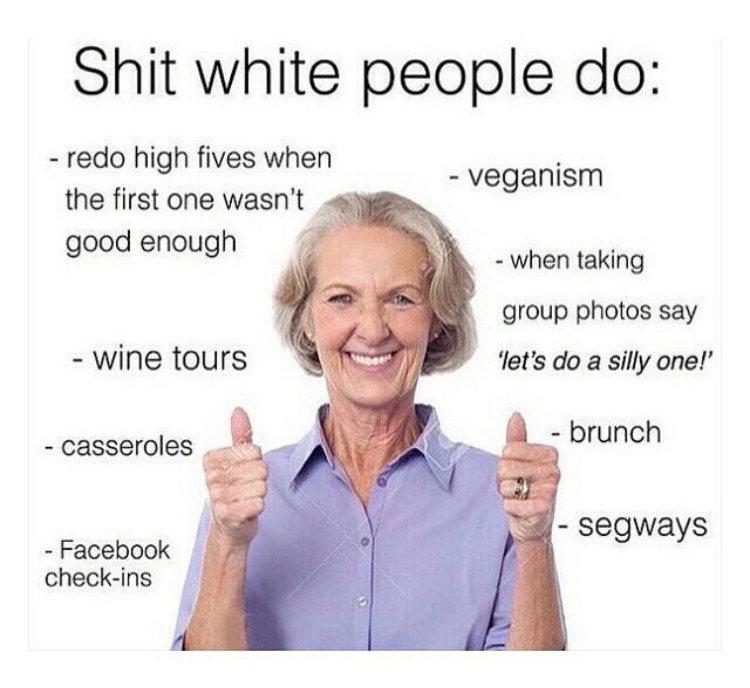 Shit white people do:
- redo high fives when
the first one wasn't
good enough
- wine tours
- casseroles
- Facebook
check-ins
- veganism
- when taking
group photos say
'let's do a silly one!'
- brunch
- segways